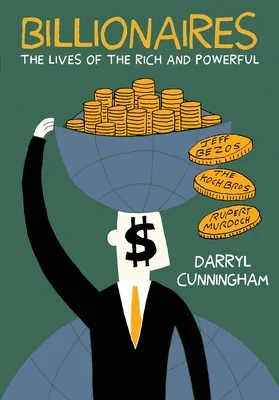 BILLIONAIRES
THE LIVES OF THE RICH AND POWERFUL
JEFF
BEZOS
THE
KOCH BROS
RUPERT
MURDOCH
$
DARRYL
CUNNINGHAM